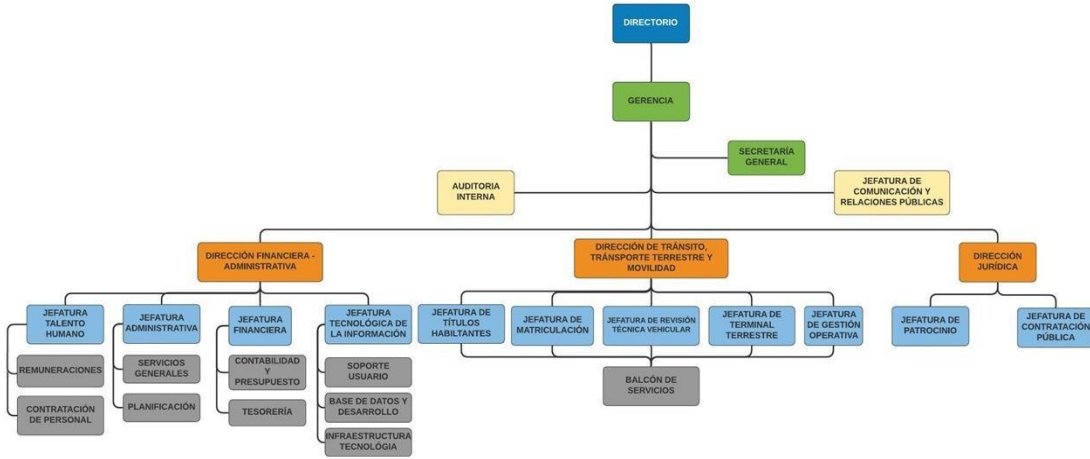 DIRECTORIO
GERENCIA
SECRETARÍA
GENERAL
AUDITORIA
INTERNA
JEFATURA DE
COMUNICACIÓN Y
RELACIONES PÚBLICAS
DIRECCIÓN FINANCIERA -
ADMINISTRATIVA
DIRECCIÓN DE TRÁNSITO,
TRÁNSPORTE TERRESTRE Y
MOVILIDAD
DIRECCIÓN
JURÍDICA
JEFATURA
TALENTO
HUMANO
JEFATURA
ADMINISTRATIVA
JEFATURA
FINANCIERA
JEFATURA
TECNOLÓGICA DE
LA INFORMACIÓN
JEFATURA DE
TÍTULOS
HABILTANTES
JEFATURA
DE MATRICULACIÓN
JEFATURA DE REVISIÓN
TÉCNICA VEHICULAR
JEFATURA DE
TERMINAL
TERRESTRE
JEFATURA
DE GESTIÓN
OPERATIVA
JEFATURA DE
PATROCINIO
JEFATURA
DE CONTRATACIÓN
PÚBLICA
REMUNERACIONES
SERVICIOS
GENERALES
CONTABILIDAD
Y
PRESUPUESTO
SOPORTE
USUARIO
BALCÓN DE
SERVICIOS
CONTRATACIÓN
DE PERSONAL
PLANIFICACIÓN
TESORERÍA
BASE DE DATOS Y
DESARROLLO
INFRAESTRUCTURA
TECNOLÓGIA